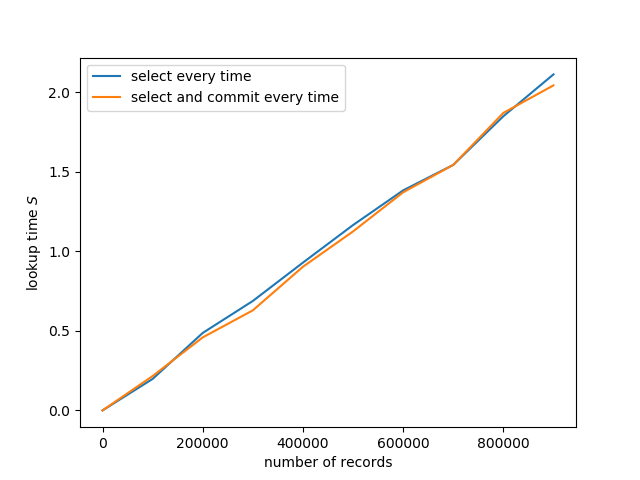 select every time
select and commit every time
2.0
1.5
1.0
0.5
0.0
lookup time S
0 200000 400000 600000 800000
number of records